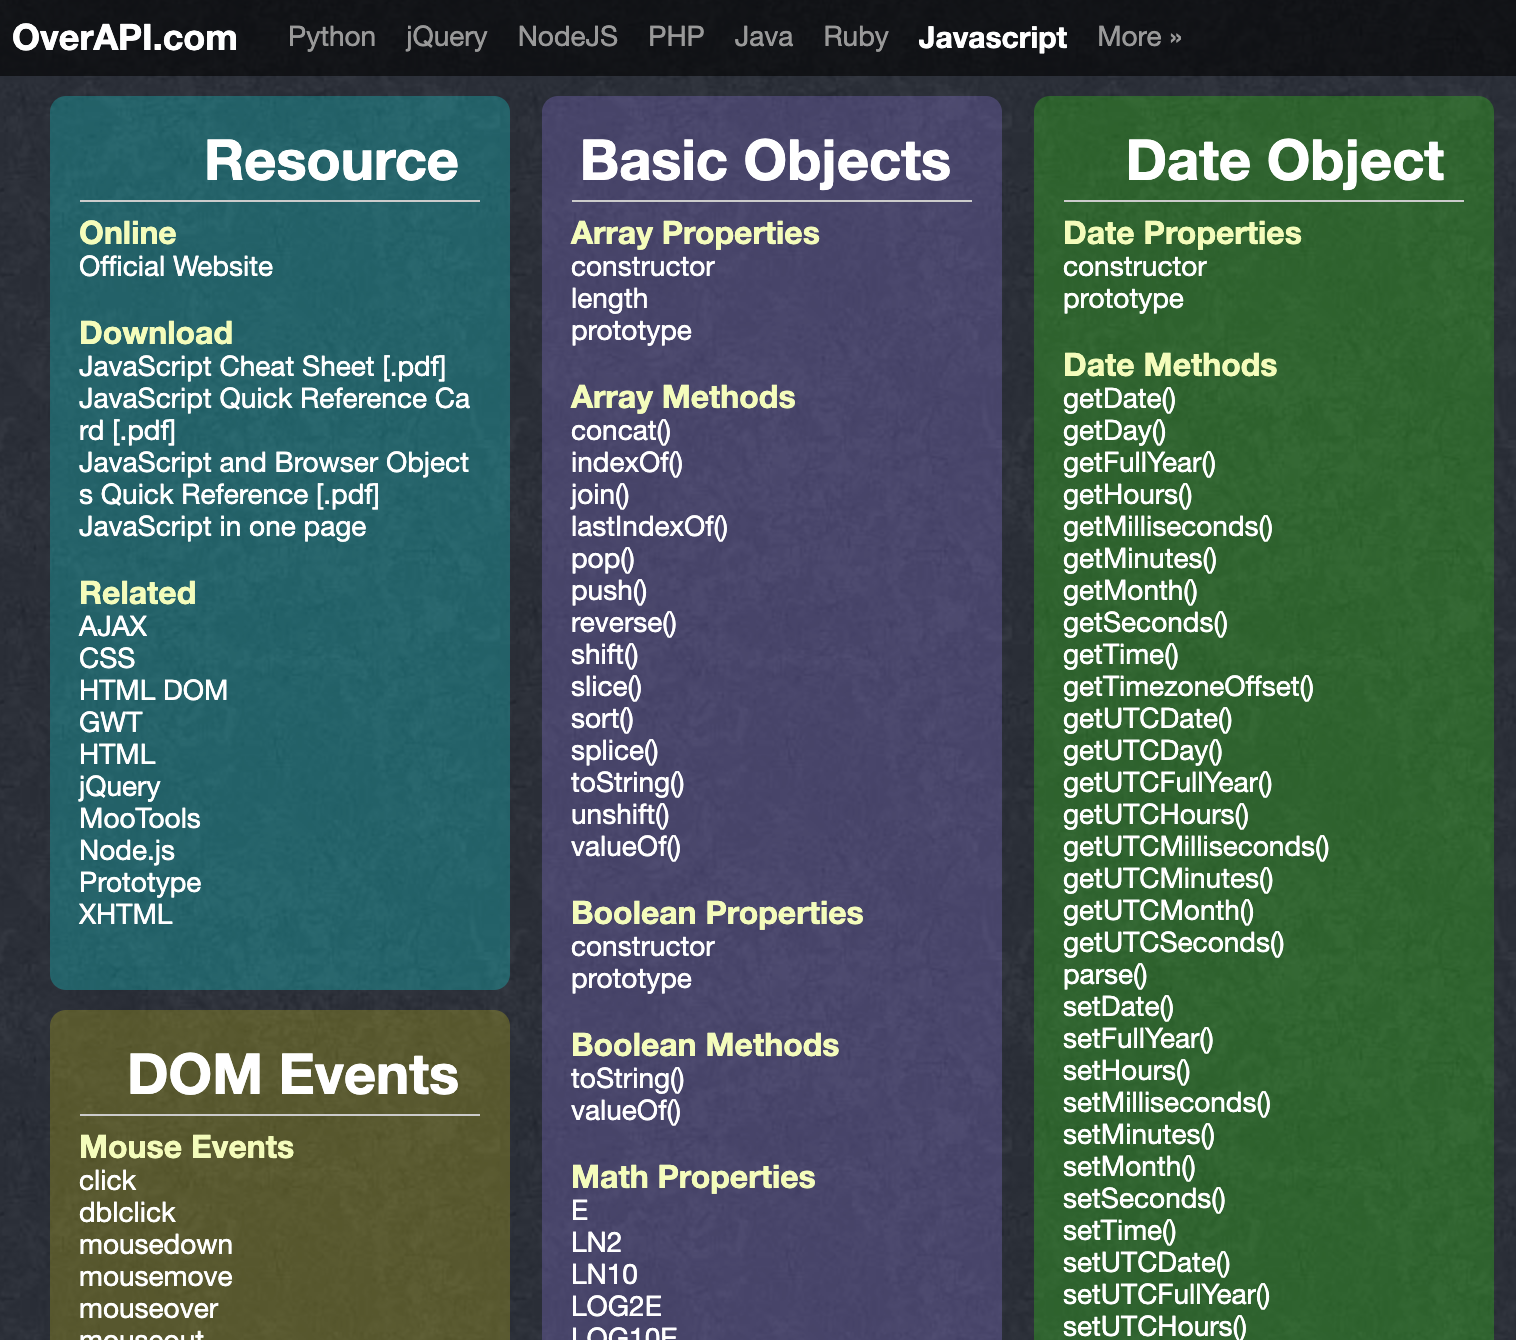 OverAPI.com Python jQuery NodeJS PHP Java Ruby Javascript More »
Resource
Online
Official Website
Download
JavaScript Cheat Sheet [.pdf]
JavaScript Quick Reference Ca
rd [.pdf]
JavaScript and Browser Object
s Quick Reference [.pdf]
JavaScript in one page
Related
AJAX
CSS
HTML DOM
GWT
HTML
jQuery
MooTools
Node.js
Prototype
XHTML
DOM Events
Mouse Events
click
dblclick
mousedown
mousemove
mouseover
mouseout
Basic Objects
Array Properties
constructor
length
prototype
Array Methods
concat()
indexOf()
join()
lastIndexOf()
pop()
push()
reverse()
shift()
slice()
sort()
splice()
toString()
unshift()
valueOf()
Boolean Properties
constructor
prototype
Boolean Methods
toString()
valueOf()
Math Properties
E
LN2
LN10
LOG2E
LOG10E
Date Object
Date Properties
constructor
prototype
Date Methods
getDate()
getDay()
getFullYear()
getHours()
getMilliseconds()
getMinutes()
getMonth()
getSeconds()
getTime()
getTimezoneOffset()
getUTCDate()
getUTCDay()
getUTCFullYear()
getUTCHours()
getUTCMilliseconds()
getUTCMinutes()
getUTCMonth()
getUTCSeconds()
parse()
setDate()
setFullYear()
setHours()
setMilliseconds()
setMinutes()
setMonth()
setSeconds()
setTime()
setUTCDate()
setUTCFullYear()
setUTCHours()